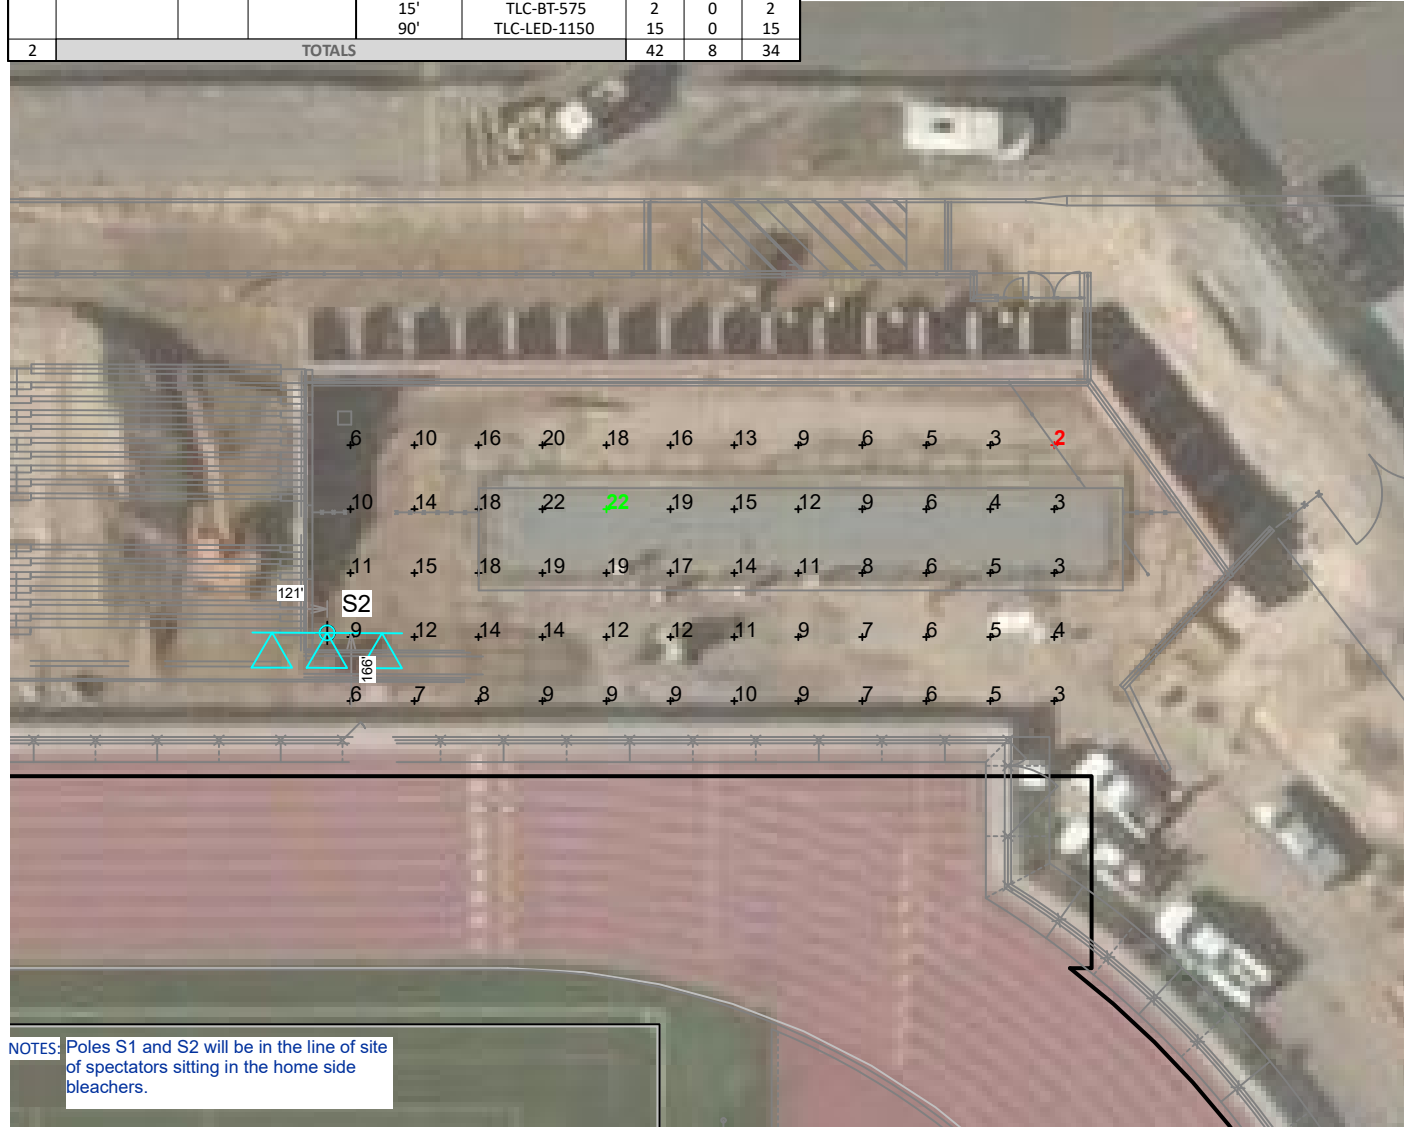 15' TLC-BT-575 2 0 2
90' TLC-LED-1150 15 0 15
2 TOTALS 42 8 34
6 10 16 20 18 16 13 9 6 5 3 2
10 14 18 22 22 19 15 12 9 6 4 3
11 15 18 19 19 17 14 11 8 6 5 3
121'
S2
9 12 14 14 12 12 11 9 7 6 5 4
166'
6 7 8 9 9 9 10 9 7 6 5 3
NOTES: Poles S1 and S2 will be in the line of site
of spectators sitting in the home side
bleachers.